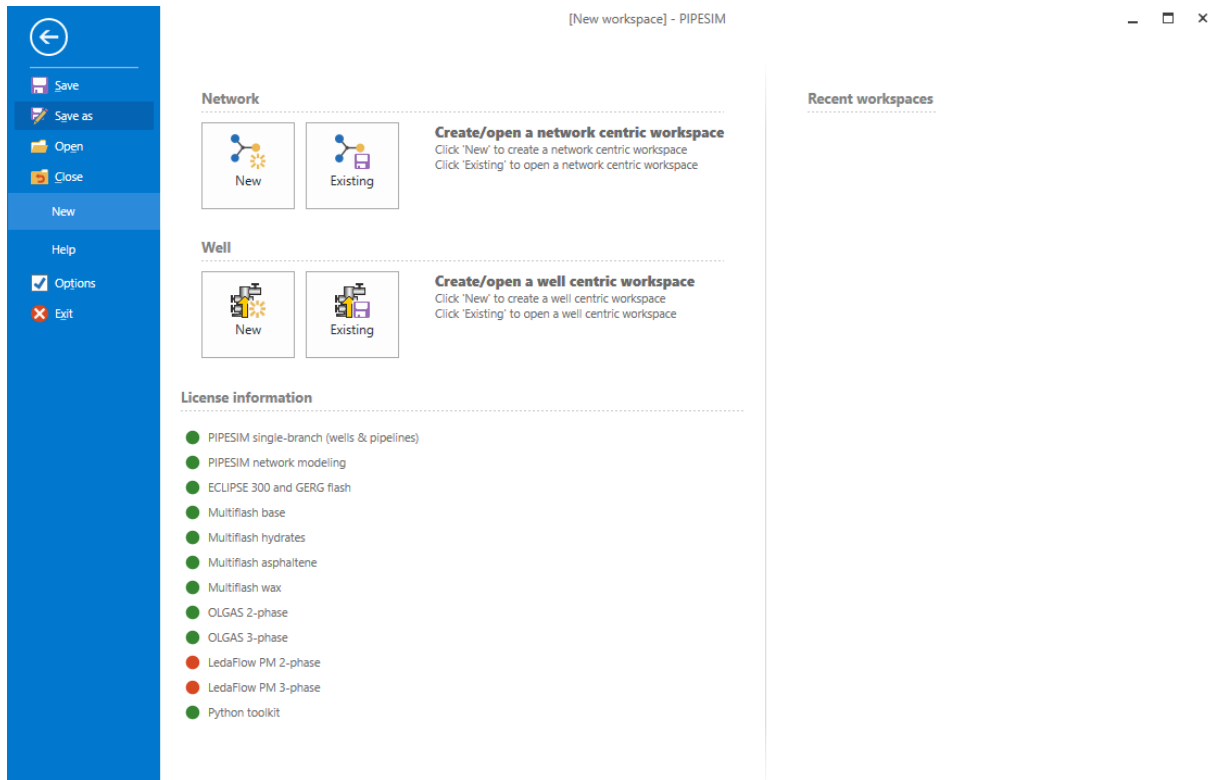 [New workspace] - PIPESIM
Save
Save as
Open
Close
New
Help
Options
Exit
Network
New
Existing
Create/open a network centric workspace
Click 'New' to create a network centric workspace
Click 'Existing' to open a network centric workspace
Well
New
Existing
Create/open a well centric workspace
Click 'New' to create a well centric workspace
Click 'Existing' to open a well centric workspace
License information
PIPESIM single-branch (wells & pipelines)
PIPESIM network modeling
ECLIPSE 300 and GERG flash
Multiflash base
Multiflash hydrates
Multiflash asphaltene
Multiflash wax
OLGAS 2-phase
OLGAS 3-phase
LedaFlow PM 2-phase
LedaFlow PM 3-phase
Python toolkit
Recent workspaces